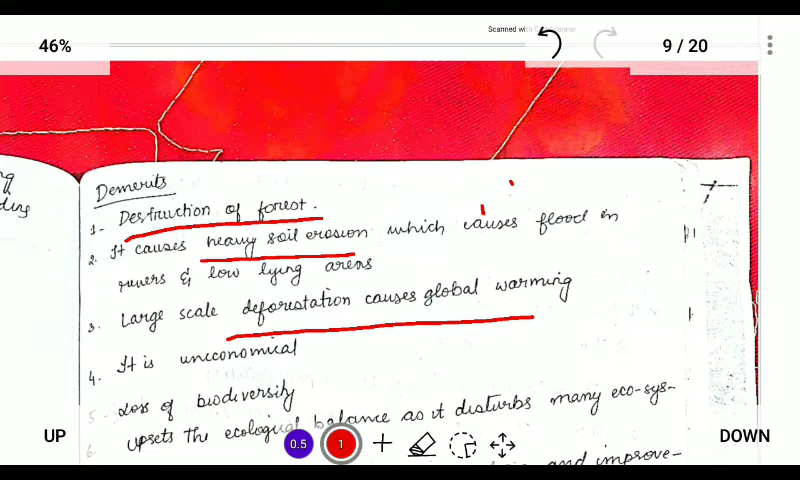 Scanned with
46%
9 / 20
Demerits
1- Destruction of forest.
2. It causes heavy soil erosion which causes flood in
rivers & low lying areas
3. Large scale deforestation causes global warming
4. It is uneconomical
5- Loss of biodiversity
6. upsets the ecological balance as it disturbs many eco-sys-
and improve-
UP
0.5
1
DOWN